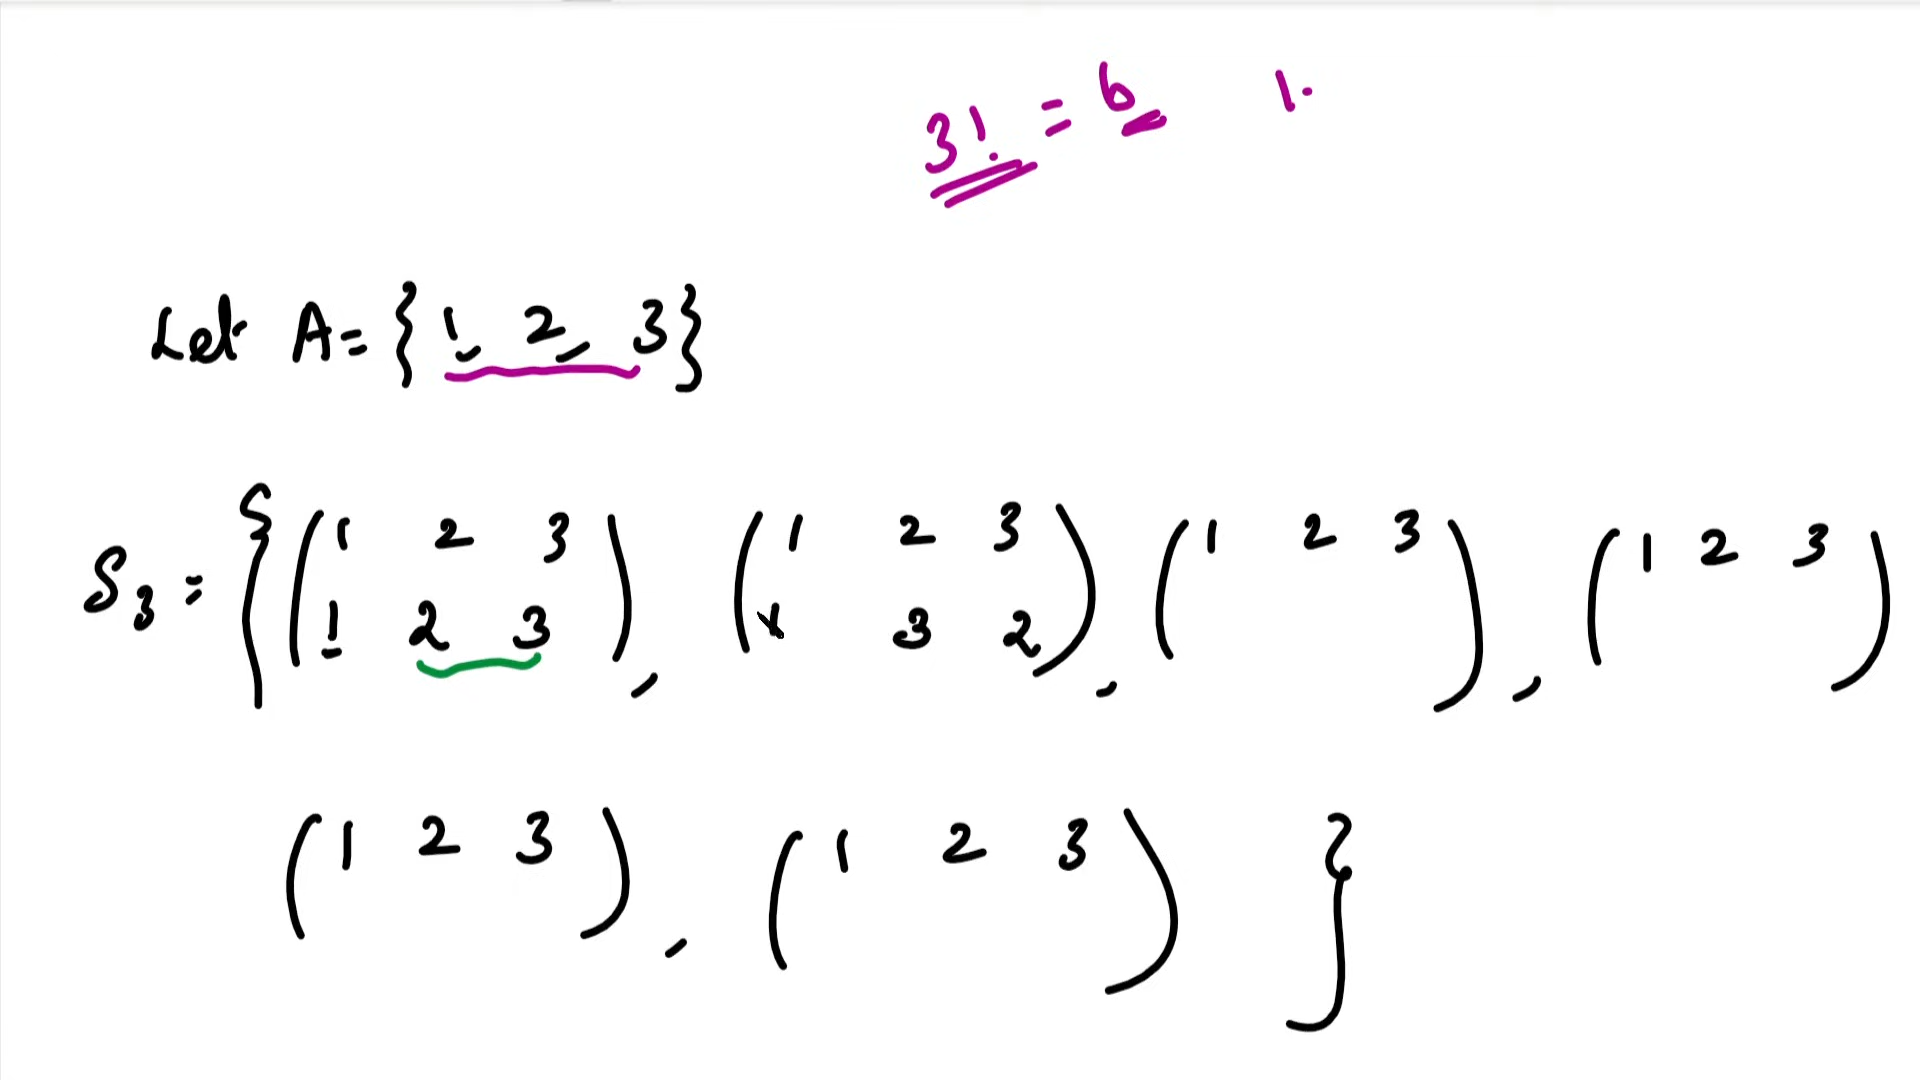 3! = 6 1.
Let A = { 1, 2, 3}
S3 = { ( 1 2 3 ) ( 1 2 3 ) ( 1 2 3 ) ( 1 2 3 )
1 2 3 , 3 2 , ,
( 1 2 3 ) , ( 1 2 3 ) }